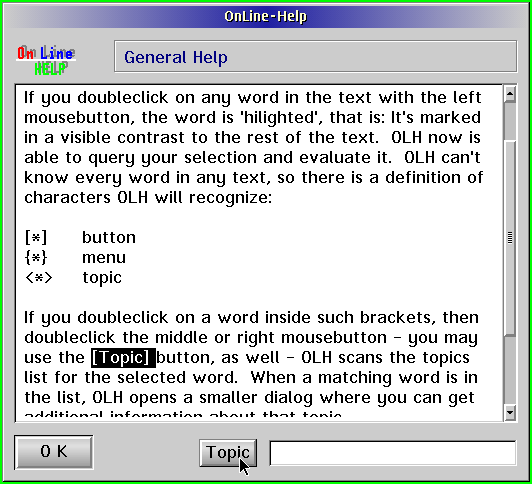 OnLine-Help
On Line
HELP
General Help
If you doubleclick on any word in the text with the left
mousebutton, the word is 'hilighted', that is: It's marked
in a visible contrast to the rest of the text. OLH now is
able to query your selection and evaluate it. OLH can't
know every word in any text, so there is a definition of
characters OLH will recognize:
[*] button
{*} menu
<*> topic
If you doubleclick on a word inside such brackets, then
doubleclick the middle or right mousebutton - you may
use the [Topic] button, as well - OLH scans the topics
list for the selected word. When a matching word is in
the list, OLH opens a smaller dialog where you can get
additional information about that topic
O K
Topic